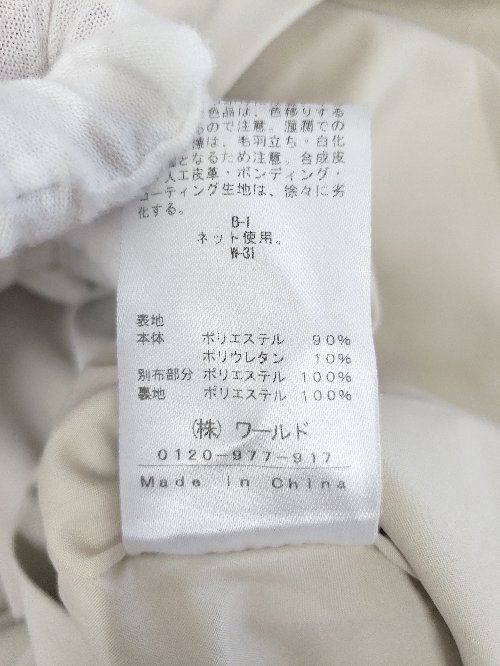 色品は、色移りする
ので注意。湿潤での
は、毛羽立ち・白化
となるため注意。合成皮
人工皮革・ボンディング・
コーティング生地は、徐々に劣
化する。
B-1
ネット使用。
W-31
表地
本体 ポリエステル 90%
ポリウレタン 10%
別布部分 ポリエステル 100%
裏地 ポリエステル 100%
(株) ワールド
0120-977-917
Made in China